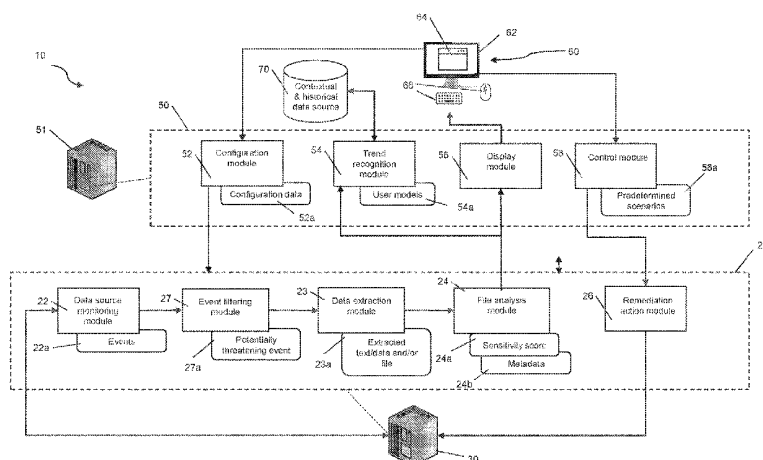 64
62
60
10
70
Contextual
& historical
data source
68
50
51
52
Configuration
module
Configuration data
52a
54
Trend
recognition
module
User models
54a
Display
module
Control module
Predetermined
scenarios
2
22
Data source
monitoring
module
Events
22a
27
Event filtering
module
Potentially
threatening event
27a
23
Data extraction
module
Extracted
text/data and/or
file
23a
24
File analysis
module
Sensitivity score
24a
Metadata
24b
26
Remediation
action module
30